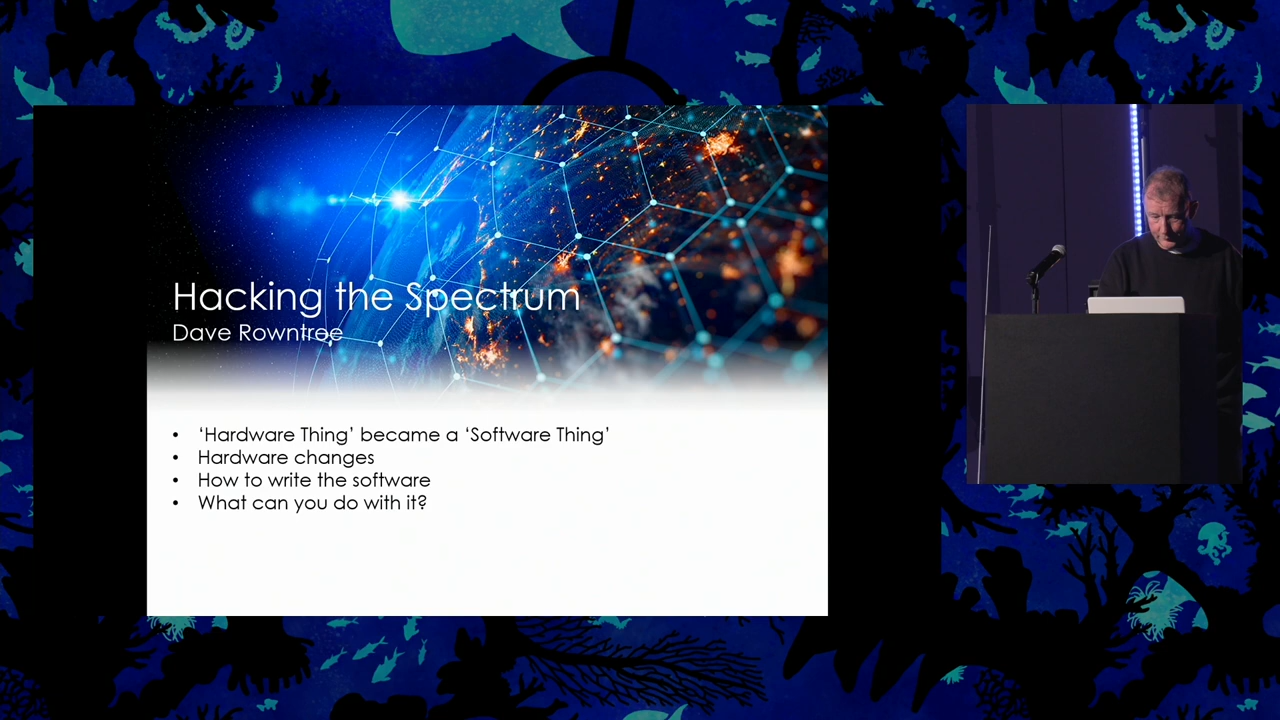 Hacking the Spectrum
Dave Rowntree
• ‘Hardware Thing’ became a ‘Software Thing’
• Hardware changes
• How to write the software
• What can you do with it?